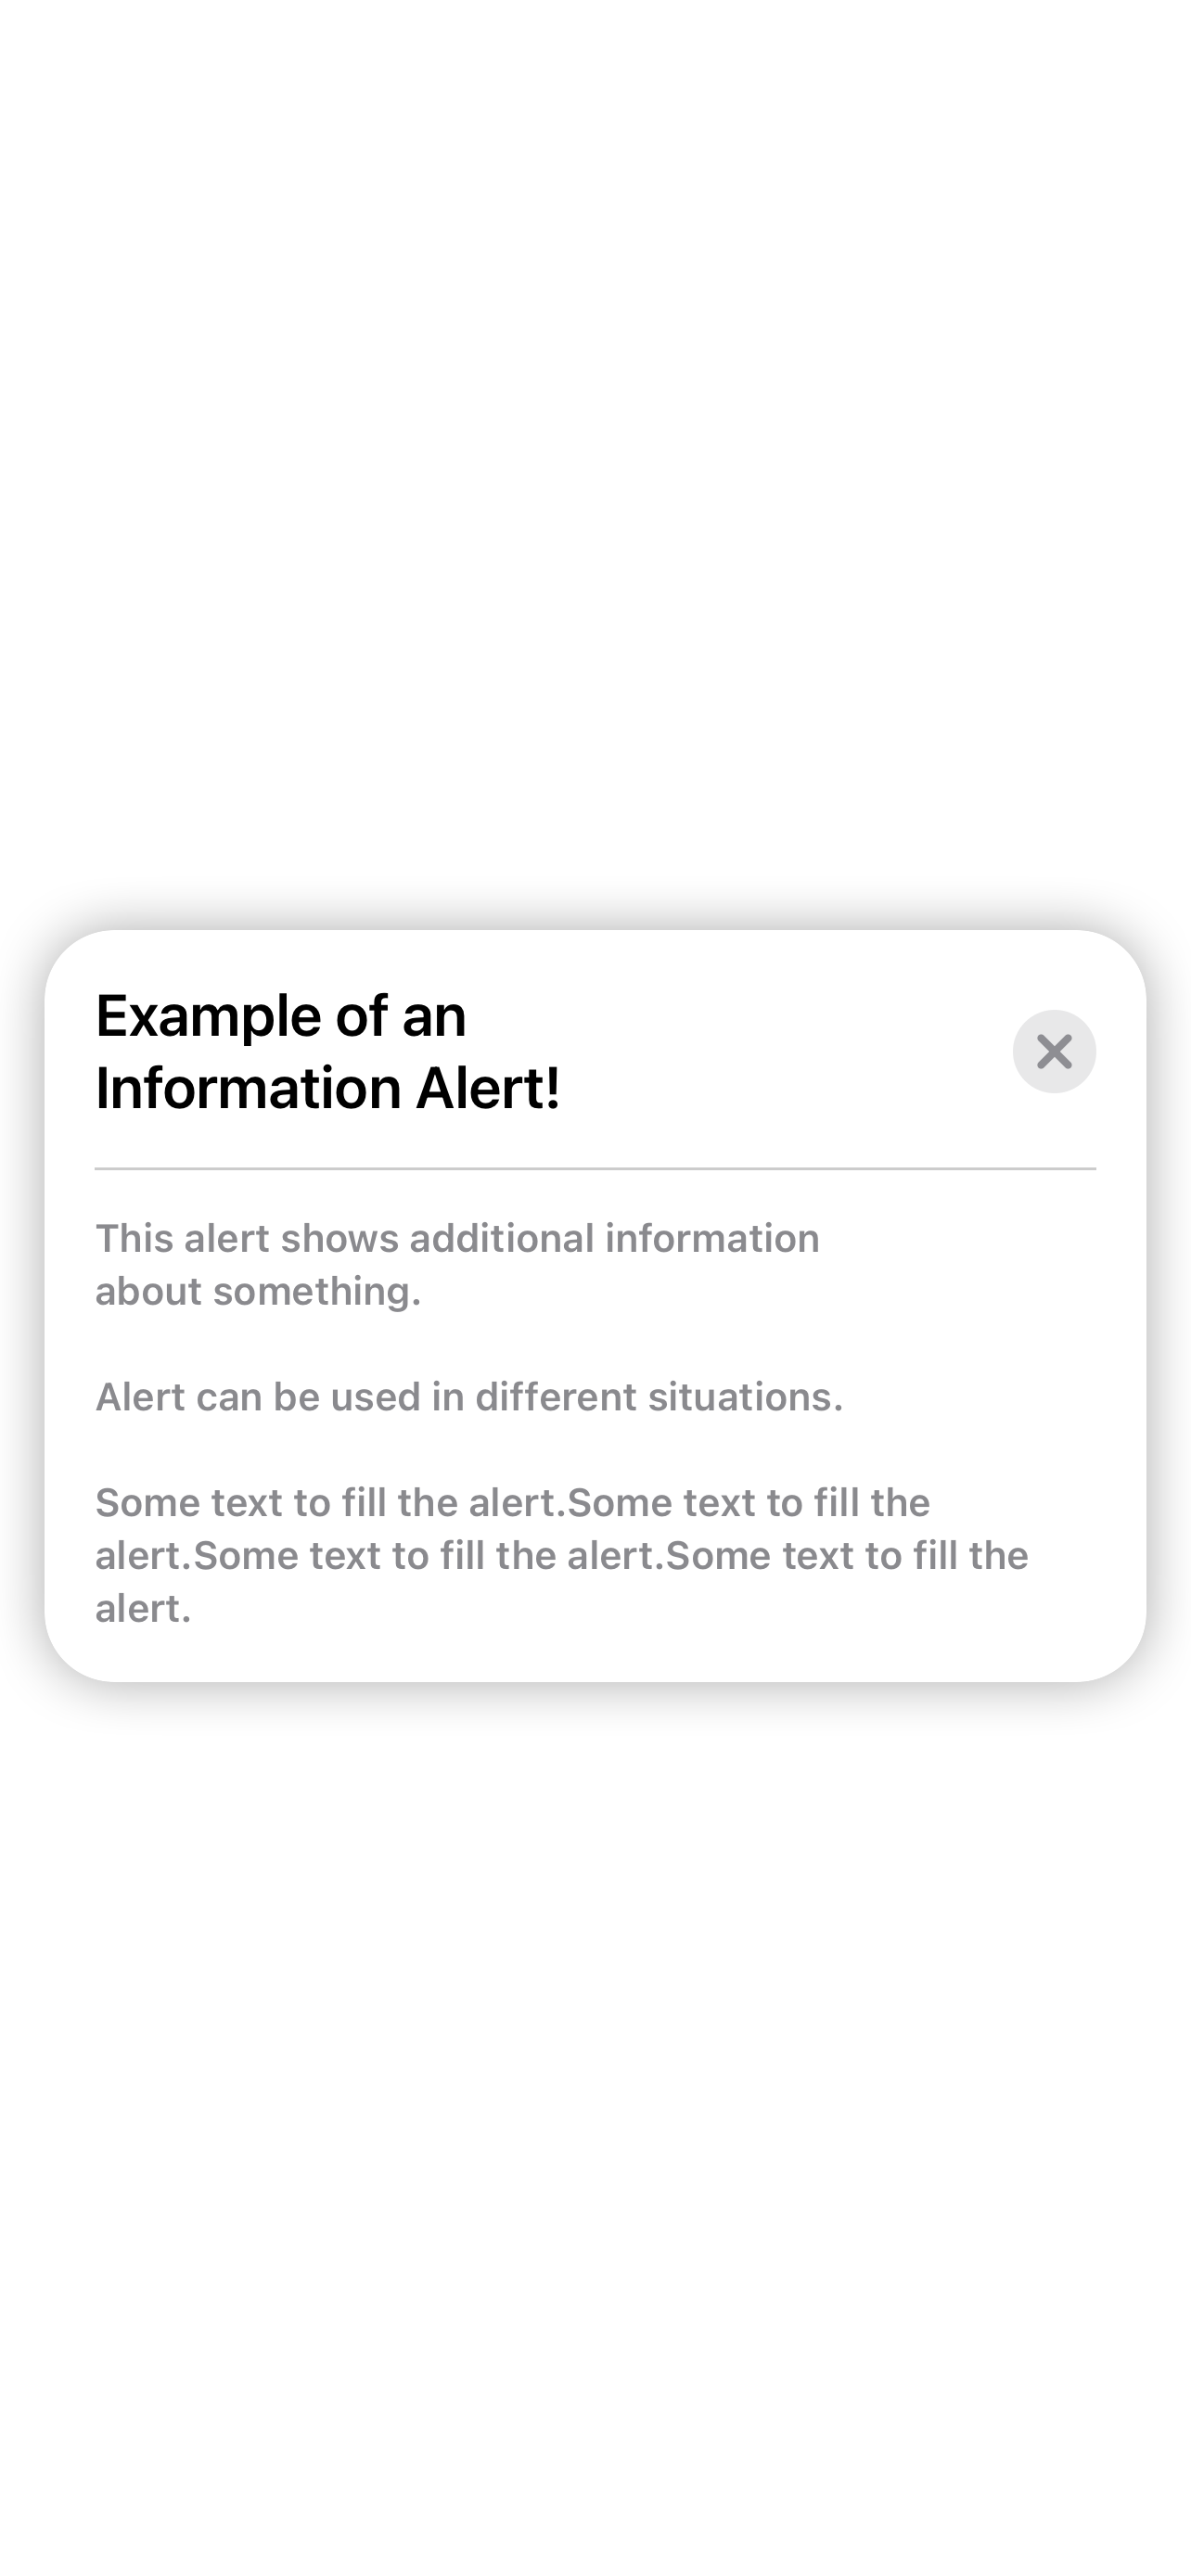 Example of an
Information Alert!
This alert shows additional information
about something.
Alert can be used in different situations.
Some text to fill the alert.Some text to fill the
alert.Some text to fill the alert.Some text to fill the
alert.